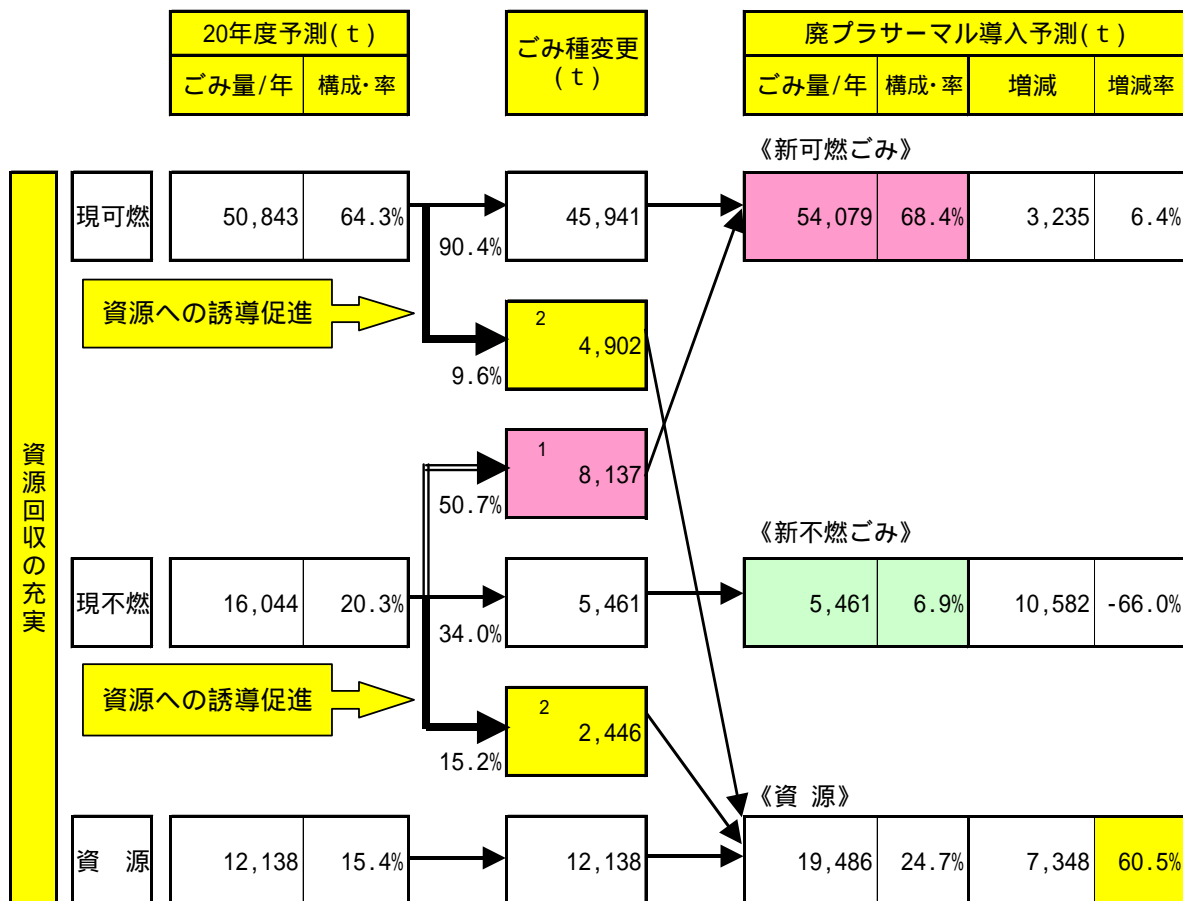 20年度予測(t)
ごみ量/年 構成・率
ごみ種変更
(t)
廃プラサーマル導入予測(t)
ごみ量/年 構成・率 増減 増減率
《新可燃ごみ》
資源回収の充実
現可燃 50,843 64.3% 45,941 54,079 68.4% 3,235 6.4%
90.4%
資源への誘導促進
2
4,902
9.6%
1
8,137
50.7%
《新不燃ごみ》
現不燃 16,044 20.3% 5,461 5,461 6.9% 10,582 -66.0%
34.0%
資源への誘導促進
2
2,446
15.2%
《資 源》
資 源 12,138 15.4% 12,138 19,486 24.7% 7,348 60.5%